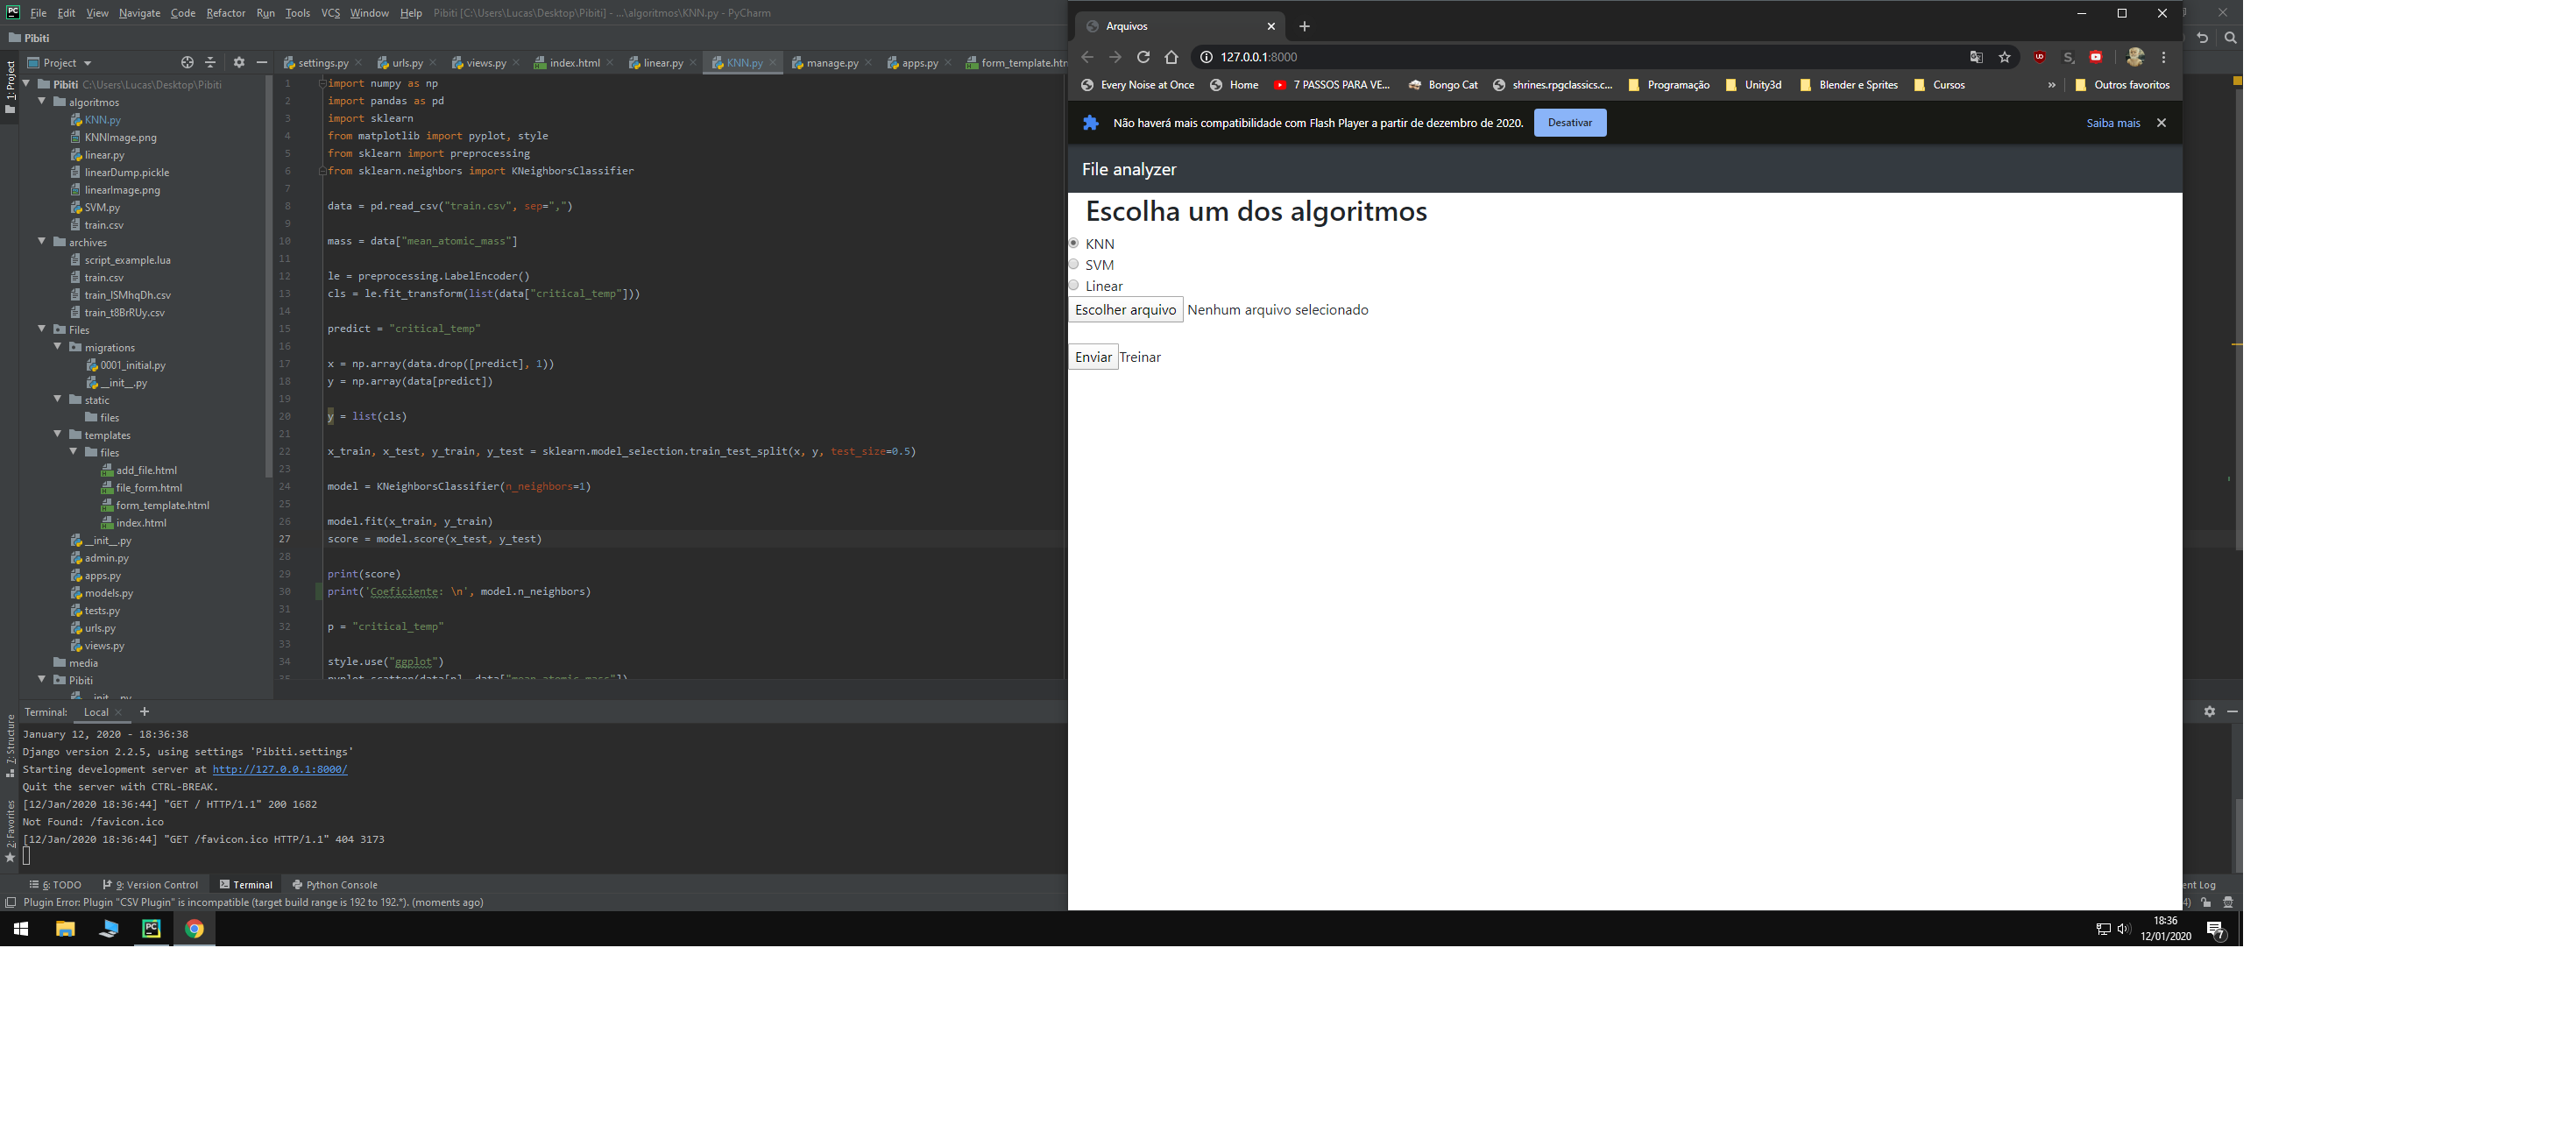 File Edit View Navigate Code Refactor Run Tools VCS Window Help Pibiti [C:\Users\Lucas\Desktop\Pibiti] - ...\algoritmos\KNN.py - PyCharm
Pibiti
Project
settings.py urls.py views.py index.html linear.py KNN.py manage.py apps.py form_template.htm
1: Project
Pibiti C:\Users\Lucas\Desktop\Pibiti
algoritmos
KNN.py
KNNImage.png
linear.py
linearDump.pickle
linearImage.png
SVM.py
train.csv
archives
script_example.lua
train.csv
train_t8BrRUy.csv
Files
migrations
0001_initial.py
__init__.py
static
files
templates
files
add_file.html
file_form.html
form_template.html
index.html
__init__.py
admin.py
apps.py
models.py
tests.py
urls.py
views.py
media
Pibiti
__init__.py
1 import numpy as np
2 import pandas as pd
3 import sklearn
4 from matplotlib import pyplot, style
5 from sklearn import preprocessing
6 from sklearn.neighbors import KNeighborsClassifier
7
8 data = pd.read_csv("train.csv", sep=",")
9
10 mass = data["mean_atomic_mass"]
11
12 le = preprocessing.LabelEncoder()
13 cls = le.fit_transform(list(data["critical_temp"]))
14
15 predict = "critical_temp"
16
17 x = np.array(data.drop([predict], 1))
18 y = np.array(data[predict])
19
20 y = list(cls)
21
22 x_train, x_test, y_train, y_test = sklearn.model_selection.train_test_split(x, y, test_size=0.5)
23
24 model = KNeighborsClassifier(n_neighbors=1)
25
26 model.fit(x_train, y_train)
27 score = model.score(x_test, y_test)
28
29 print(score)
30 print('Coeficiente: \n', model.n_neighbors)
31
32 p = "critical_temp"
33
34 style.use("ggplot")
35 pyplot.scatter(data[p], data["mean_atomic_mass"])
Terminal: Local +
January 12, 2020 - 18:36:38
Django version 2.2.5, using settings 'Pibiti.settings'
Starting development server at http://127.0.0.1:8000/
Quit the server with CTRL-BREAK.
[12/Jan/2020 18:36:44] "GET / HTTP/1.1" 200 1682
Not Found: /favicon.ico
[12/Jan/2020 18:36:44] "GET /favicon.ico HTTP/1.1" 404 3173
7: Structure
2: Favorites
6: TODO 9: Version Control Terminal Python Console
Plugin Error: Plugin "CSV Plugin" is incompatible (target build range is 192 to 192.*). (moments ago)
Arquivos
127.0.0.1:8000
Every Noise at Once Home 7 PASSOS PARA VE... Bongo Cat shrines.rpgclassics.c... Programação Unity3d Blender e Sprites Cursos » Outros favoritos
Não haverá mais compatibilidade com Flash Player a partir de dezembro de 2020. Desativar Saiba mais
File analyzer
Escolha um dos algoritmos
KNN
SVM
Linear
Escolher arquivo Nenhum arquivo selecionado
Enviar Treinar
ent Log
4)
18:36
12/01/2020
7